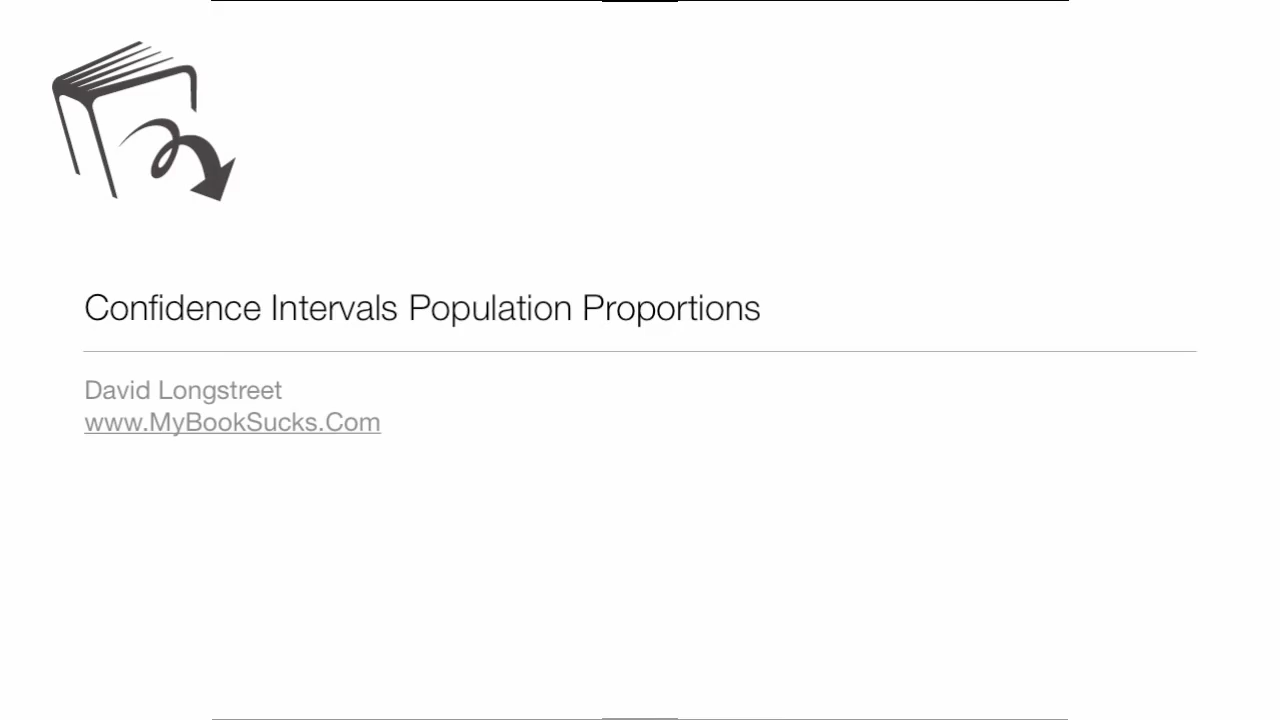 Confidence Intervals Population Proportions
David Longstreet
www.MyBookSucks.Com